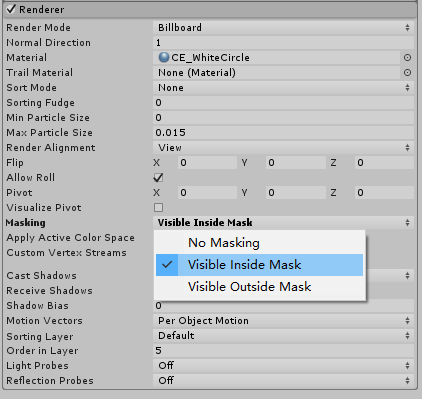 Renderer
Render Mode Billboard
Normal Direction 1
Material CE_WhiteCircle
Trail Material None (Material)
Sort Mode None
Sorting Fudge 0
Min Particle Size 0
Max Particle Size 0.015
Render Alignment View
Flip X 0 Y 0 Z 0
Allow Roll
Pivot X 0 Y 0 Z 0
Visualize Pivot
Masking Visible Inside Mask
Apply Active Color Space
No Masking
Custom Vertex Streams
Visible Inside Mask
Cast Shadows
Receive Shadows
Visible Outside Mask
Shadow Bias 0
Motion Vectors Per Object Motion
Sorting Layer Default
Order in Layer 5
Light Probes Off
Reflection Probes Off